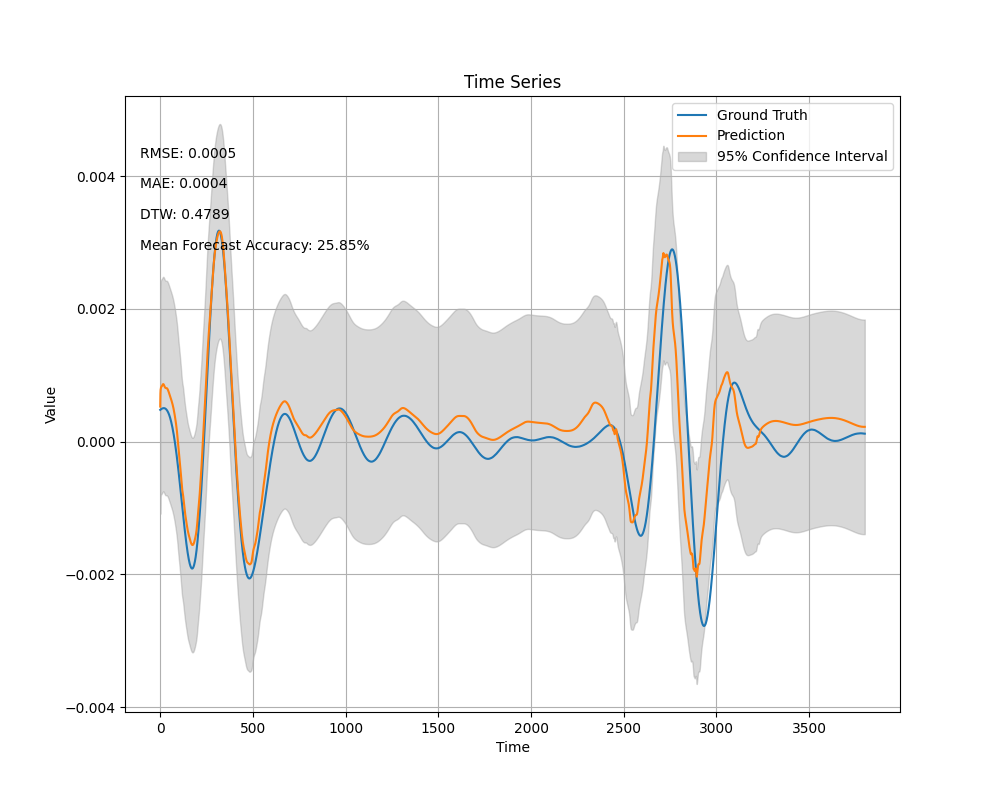 Time Series
Ground Truth
Prediction
95% Confidence Interval
RMSE: 0.0005
MAE: 0.0004
DTW: 0.4789
Mean Forecast Accuracy: 25.85%
0.004
0.002
0.000
−0.002
−0.004
Value
0 500 1000 1500 2000 2500 3000 3500
Time